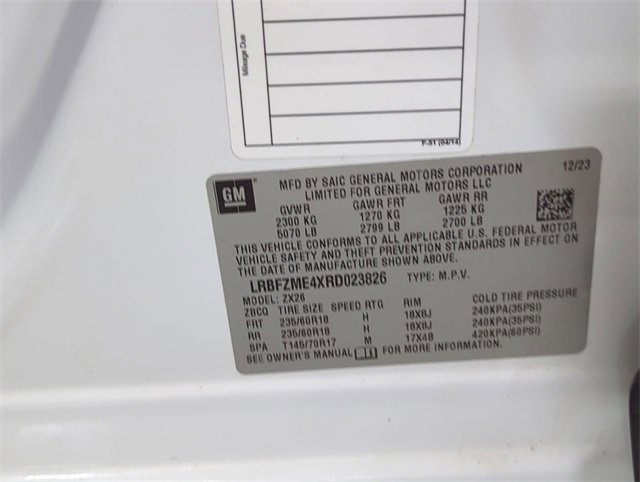 Mileage Due
F-31 (04/14)
GM
MFD BY SAIC GENERAL MOTORS CORPORATION 12/23
LIMITED FOR GENERAL MOTORS LLC
GVWR GAWR FRT GAWR RR
2300 KG 1270 KG 1225 KG
5070 LB 2799 LB 2700 LB
THIS VEHICLE CONFORMS TO ALL APPLICABLE U.S. FEDERAL MOTOR
VEHICLE SAFETY AND THEFT PREVENTION STANDARDS IN EFFECT ON
THE DATE OF MANUFACTURE SHOWN ABOVE.
LRBFZME4XRD023826 TYPE: M.P.V.
MODEL: ZX26
ZBCO TIRE SIZE SPEED RTG RIM COLD TIRE PRESSURE
FRT 235/60R18 H 18X8J 240KPA(35PSI)
RR 235/60R18 H 18X8J 240KPA(35PSI)
SPA T145/70R17 M 17X4B 420KPA(60PSI)
SEE OWNER'S MANUAL FOR MORE INFORMATION.